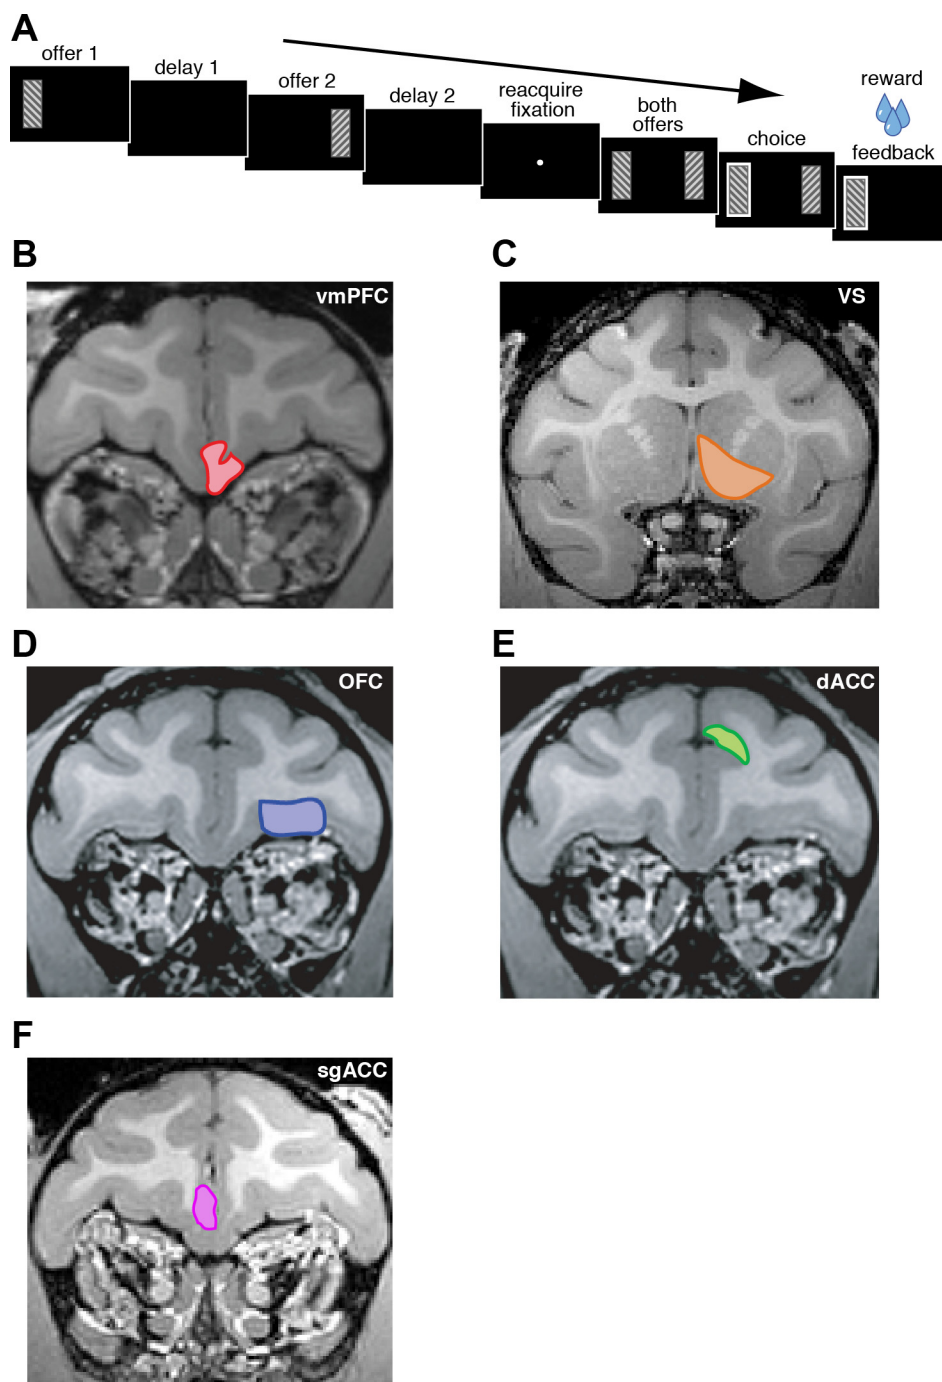 A
offer 1
delay 1
offer 2
delay 2
reacquire
fixation
both
offers
choice
reward
feedback
B
vmPFC
C
VS
D
OFC
E
dACC
F
sgACC